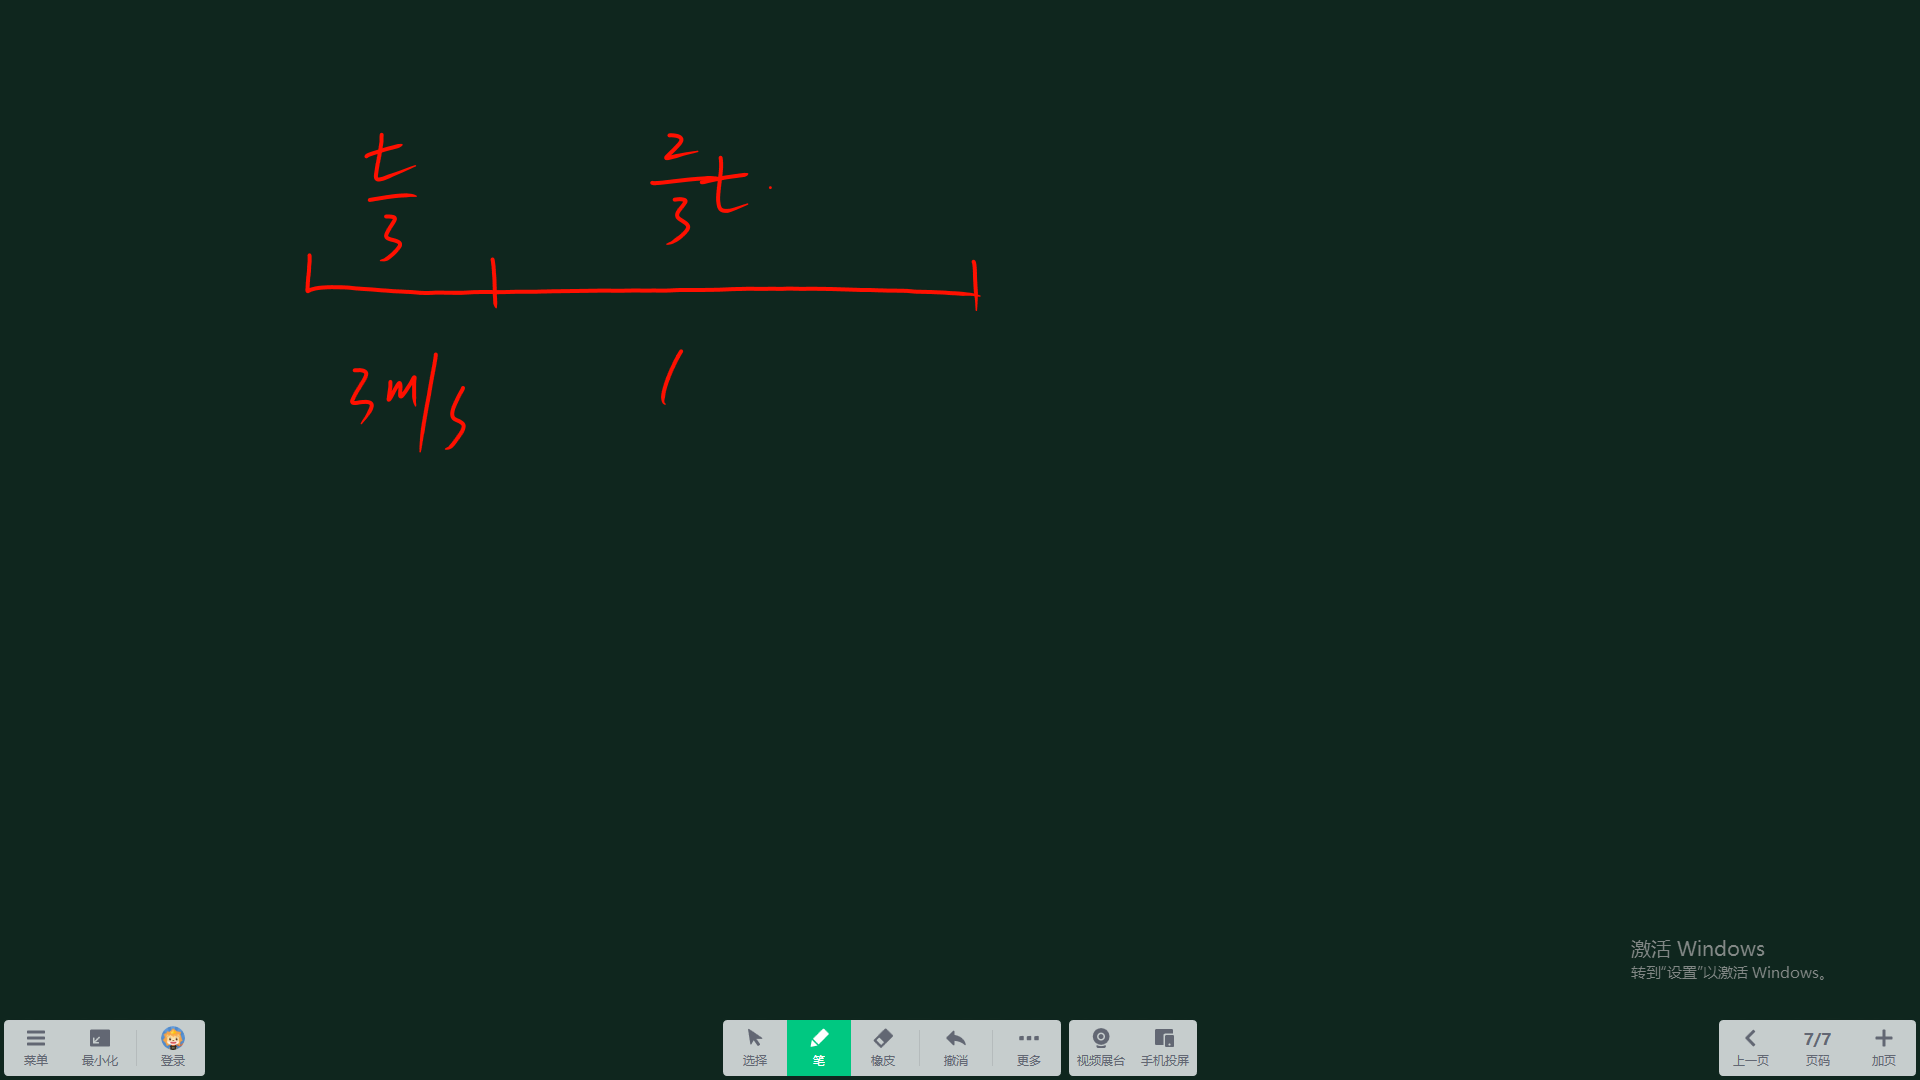 t/3
2/3 t.
3m/s
(
激活 Windows
转到“设置”以激活 Windows。
菜单 最小化 登录 选择 笔 橡皮 撤消 更多 视频展台 手机投屏 上一页 7/7 页码 加页